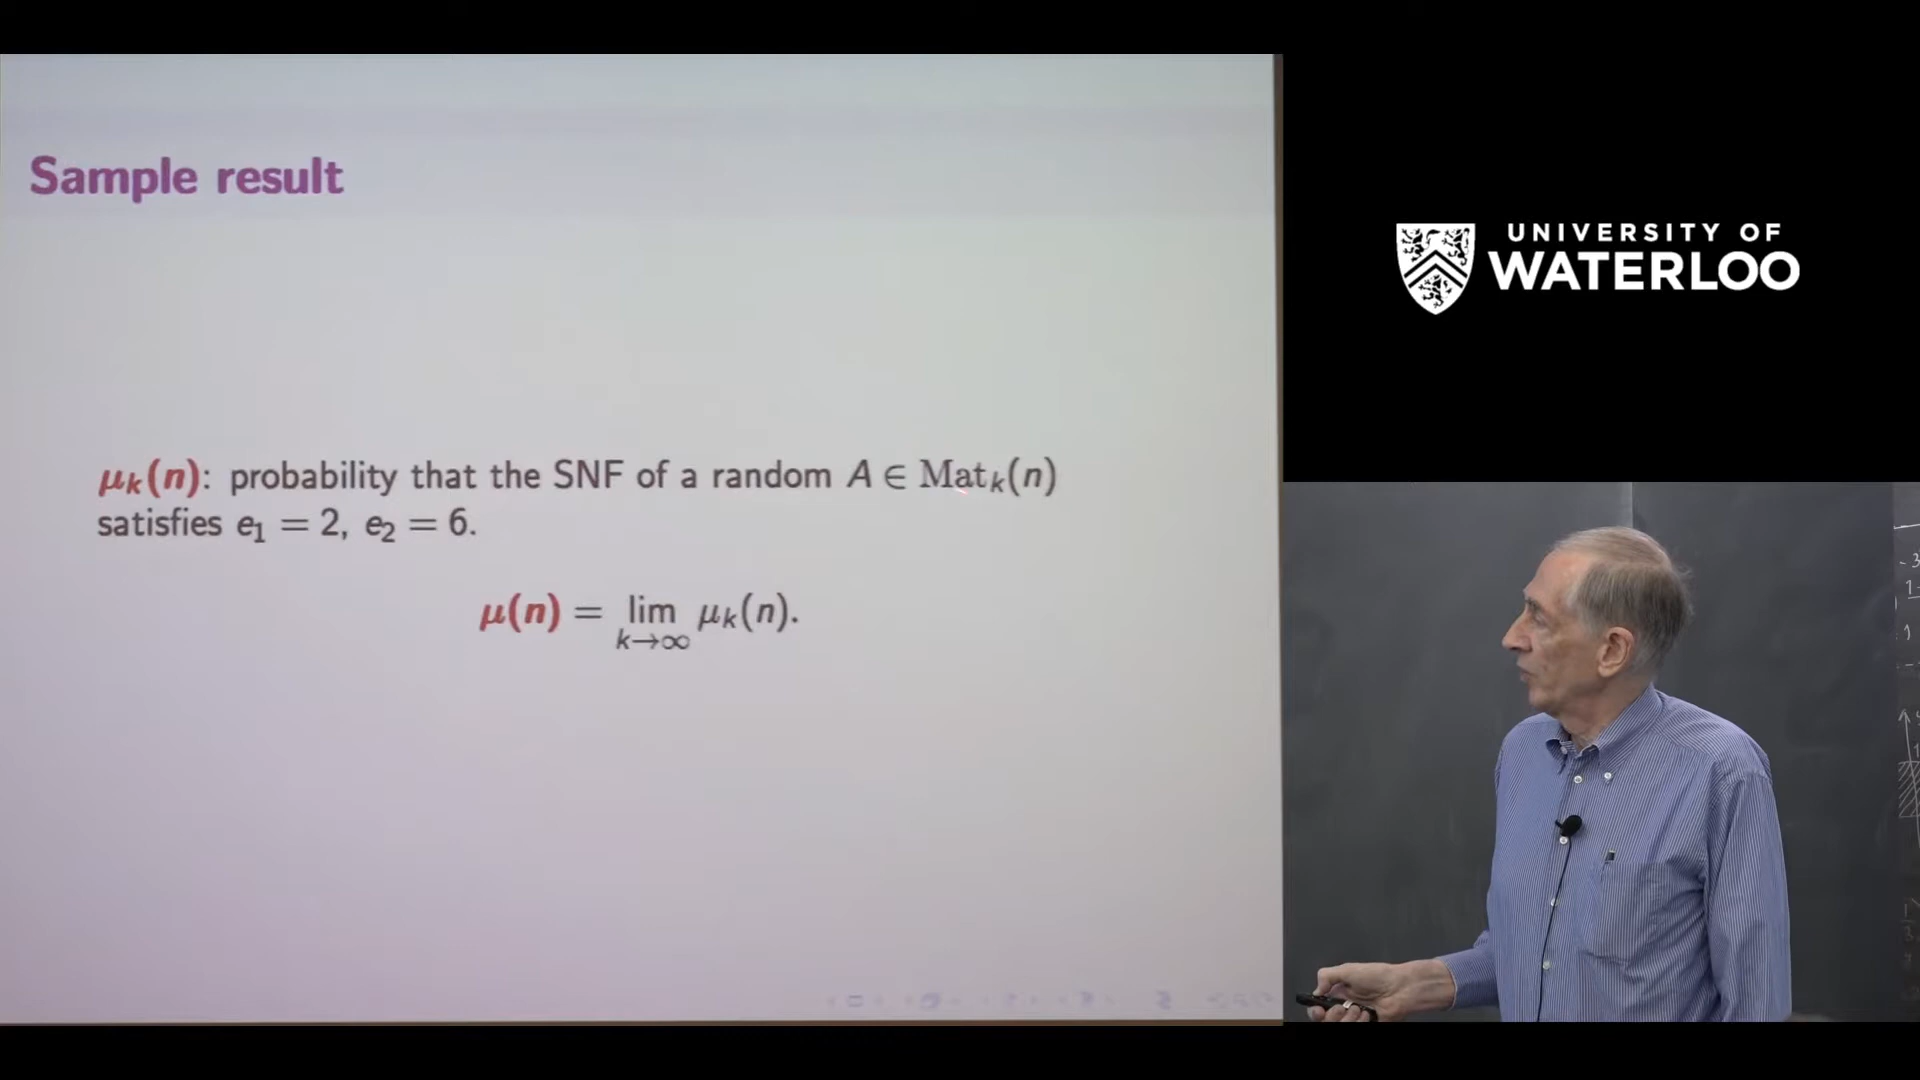 Sample result
μₖ(n): probability that the SNF of a random A ∈ Matₖ(n)
satisfies e₁ = 2, e₂ = 6.
μ(n) = lim μₖ(n).
k→∞
UNIVERSITY OF
WATERLOO